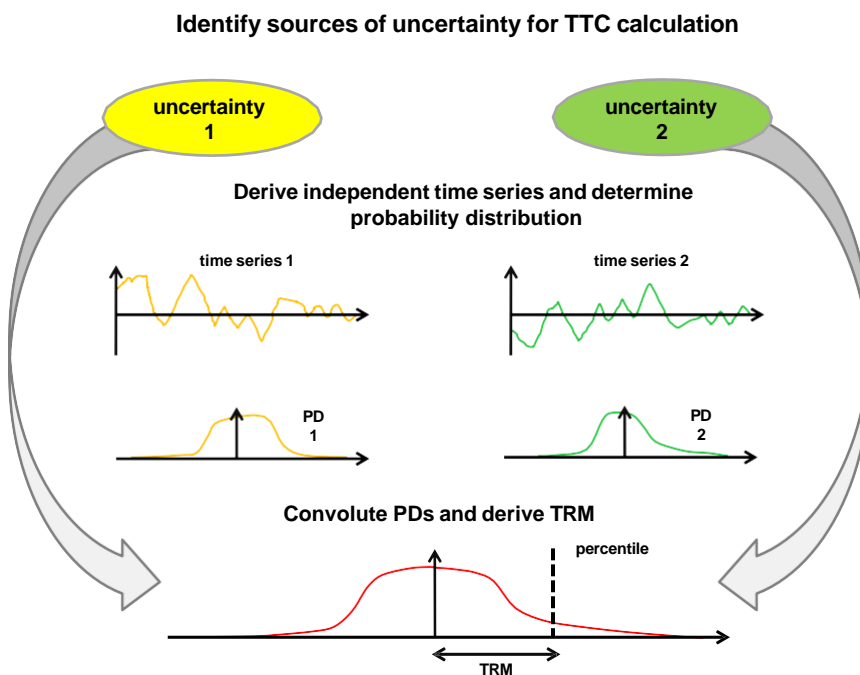 Identify sources of uncertainty for TTC calculation
uncertainty
1
uncertainty
2
Derive independent time series and determine
probability distribution
time series 1
time series 2
PD
1
PD
2
Convolute PDs and derive TRM
percentile
TRM